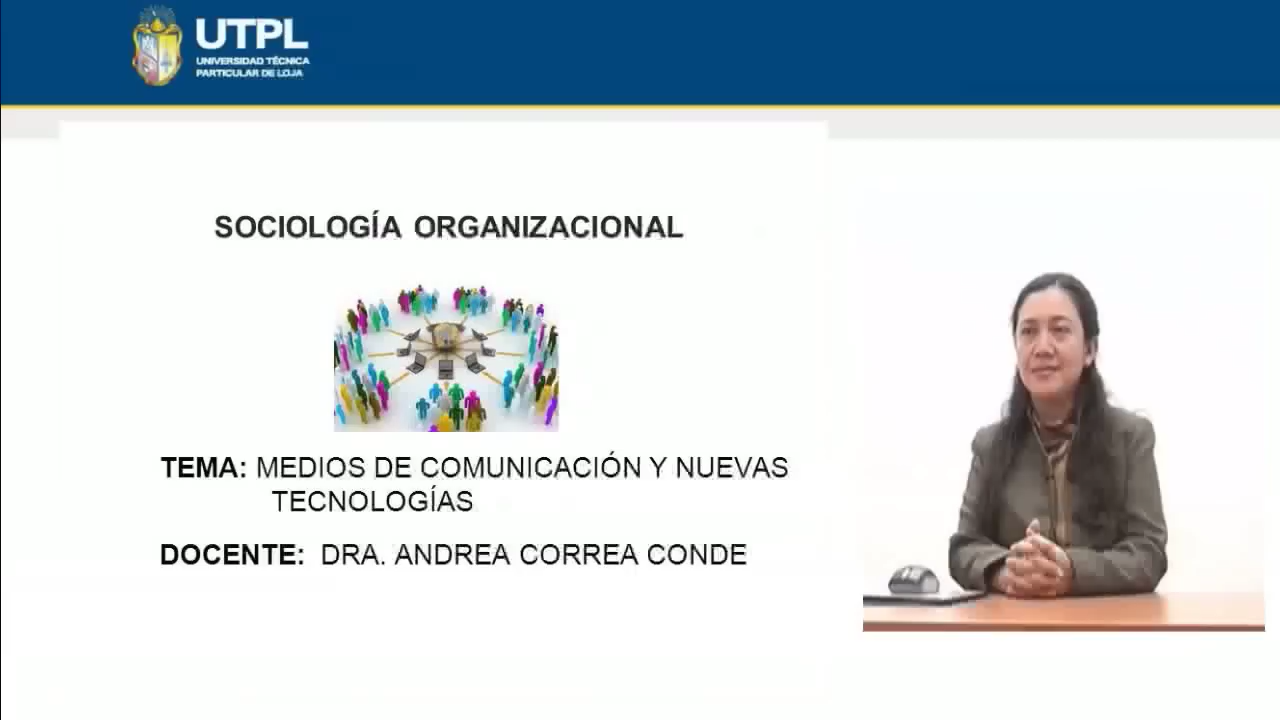 UTPL
UNIVERSIDAD TÉCNICA
PARTICULAR DE LOJA
SOCIOLOGÍA ORGANIZACIONAL
TEMA: MEDIOS DE COMUNICACIÓN Y NUEVAS
TECNOLOGÍAS
DOCENTE: DRA. ANDREA CORREA CONDE